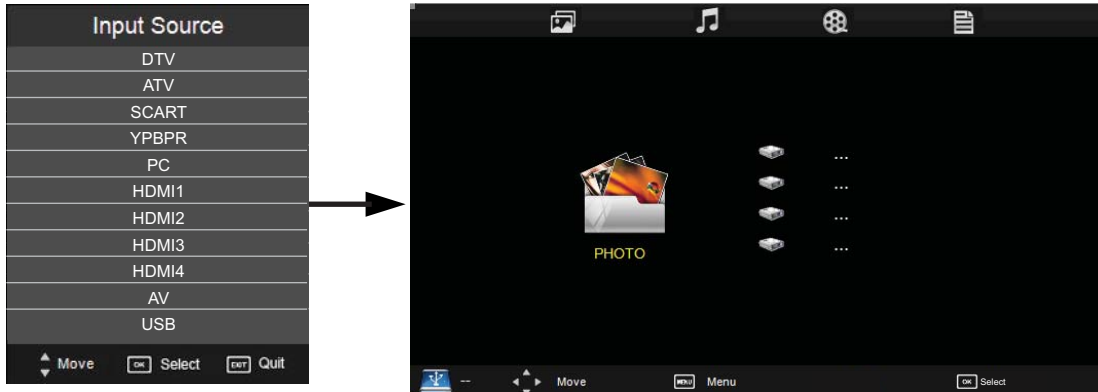 Input Source
DTV
ATV
SCART
YPBPR
PC
HDMI1
HDMI2
HDMI3
HDMI4
AV
USB
Move OK Select EXIT Quit
...
...
...
...
PHOTO
-- Move MENU Menu OK Select